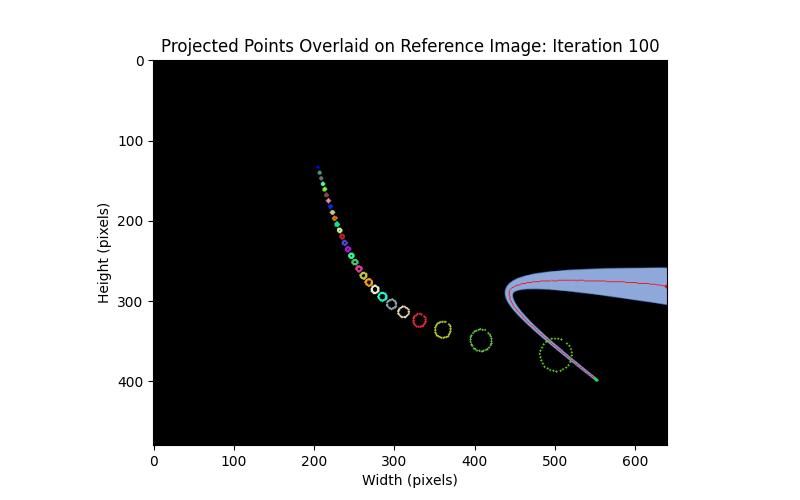 Projected Points Overlaid on Reference Image: Iteration 100
0
100
200
300
400
Height (pixels)
0 100 200 300 400 500 600
Width (pixels)